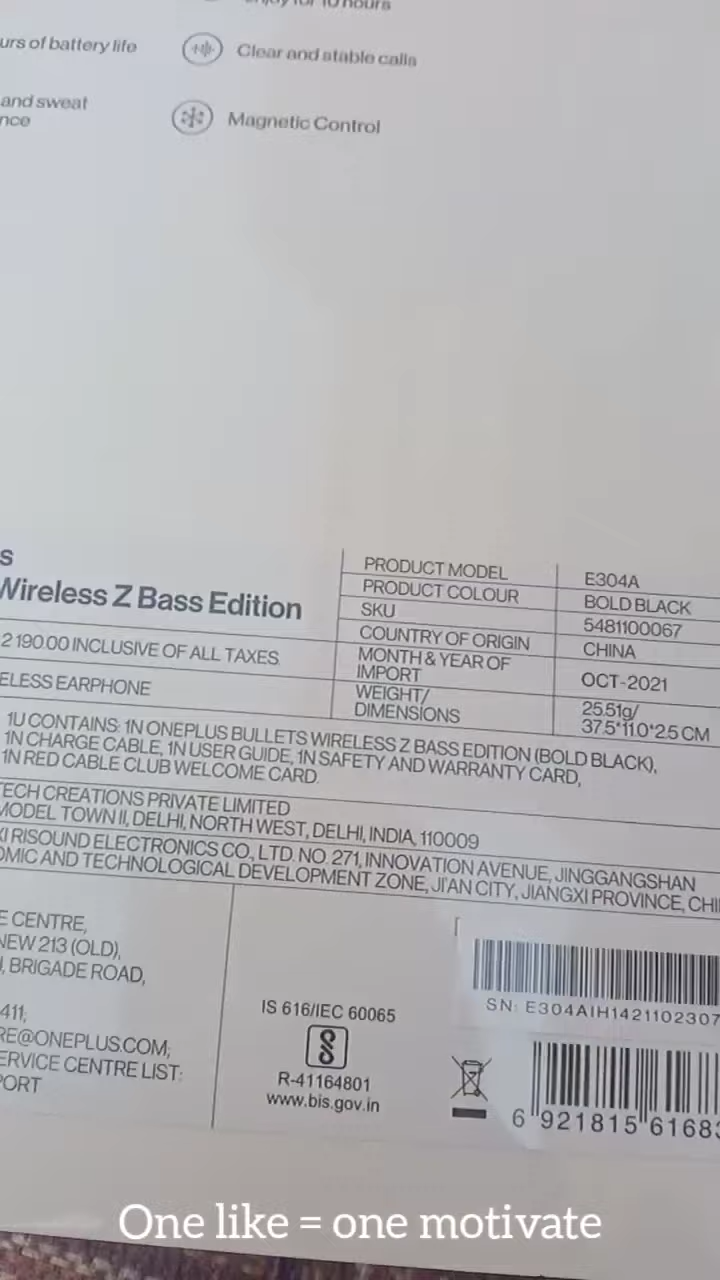 10 hours
urs of battery life
Clear and stable calls
and sweat
nce
Magnetic Control
s
Wireless Z Bass Edition
2190.00 INCLUSIVE OF ALL TAXES.
ELESS EARPHONE
PRODUCT MODEL E304A
PRODUCT COLOUR BOLD BLACK
SKU 5481100067
COUNTRY OF ORIGIN CHINA
MONTH & YEAR OF
IMPORT OCT-2021
WEIGHT/
DIMENSIONS 25.51g/
37.5*11.0*2.5 CM
1U CONTAINS: 1N ONEPLUS BULLETS WIRELESS Z BASS EDITION (BOLD BLACK),
1N CHARGE CABLE, 1N USER GUIDE, 1N SAFETY AND WARRANTY CARD,
1N RED CABLE CLUB WELCOME CARD.
TECH CREATIONS PRIVATE LIMITED
MODEL TOWN II, DELHI, NORTH WEST, DELHI, INDIA, 110009
XI RISOUND ELECTRONICS CO., LTD. NO. 271, INNOVATION AVENUE, JINGGANGSHAN
OMIC AND TECHNOLOGICAL DEVELOPMENT ZONE, JI'AN CITY, JIANGXI PROVINCE, CHI
E CENTRE,
NEW 213 (OLD),
, BRIGADE ROAD,
411;
RE@ONEPLUS.COM;
ERVICE CENTRE LIST:
PORT
IS 616/IEC 60065
R-41164801
www.bis.gov.in
SN: E304AIH1421102307
6 921815 6168
One like = one motivate